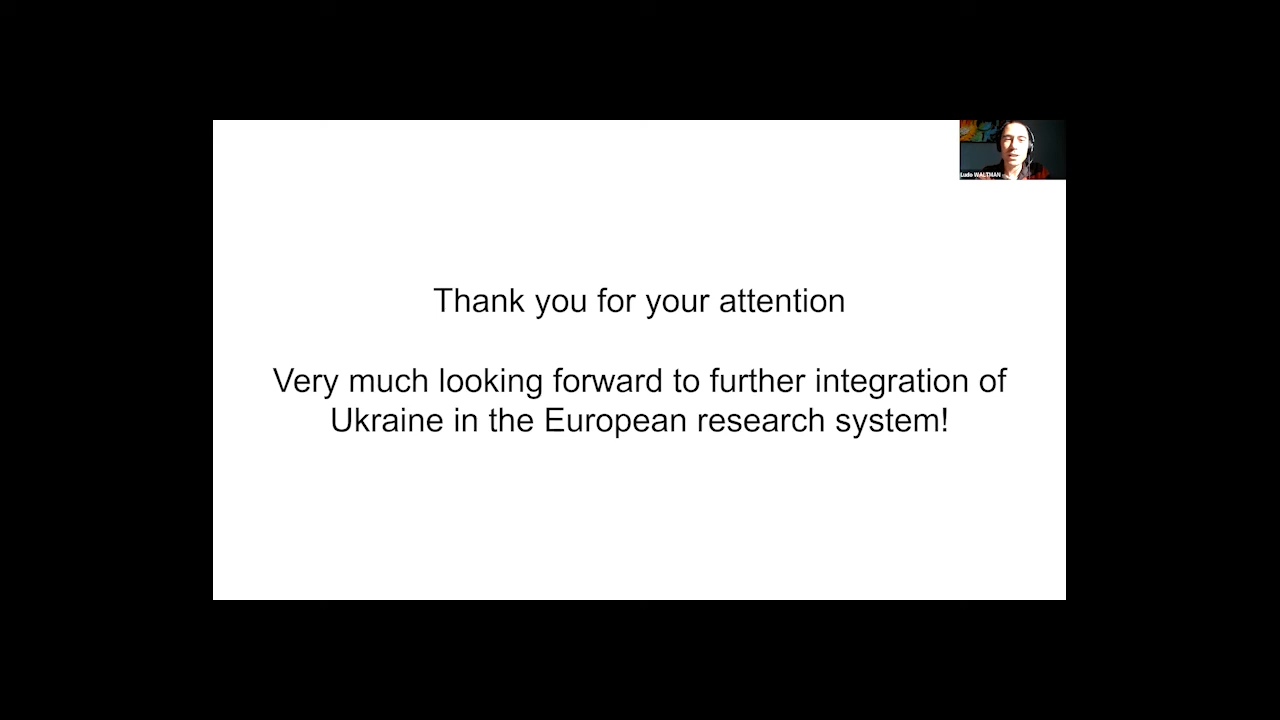 Ludo WALTMAN
Thank you for your attention
Very much looking forward to further integration of
Ukraine in the European research system!